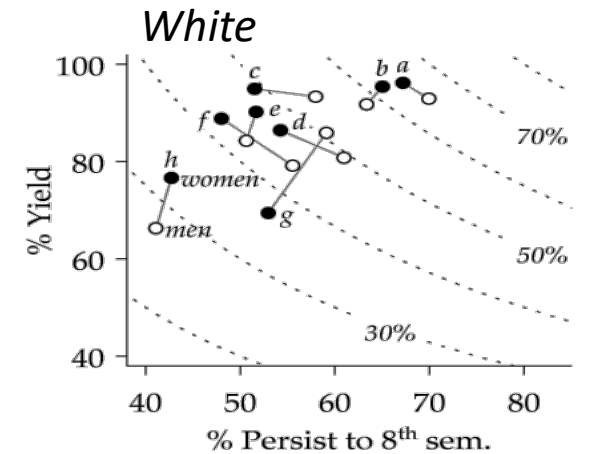 White
100
80
60
40
% Yield
c
b a
e
f
d
h
women
g
men
70%
50%
30%
40 50 60 70 80
% Persist to 8th sem.